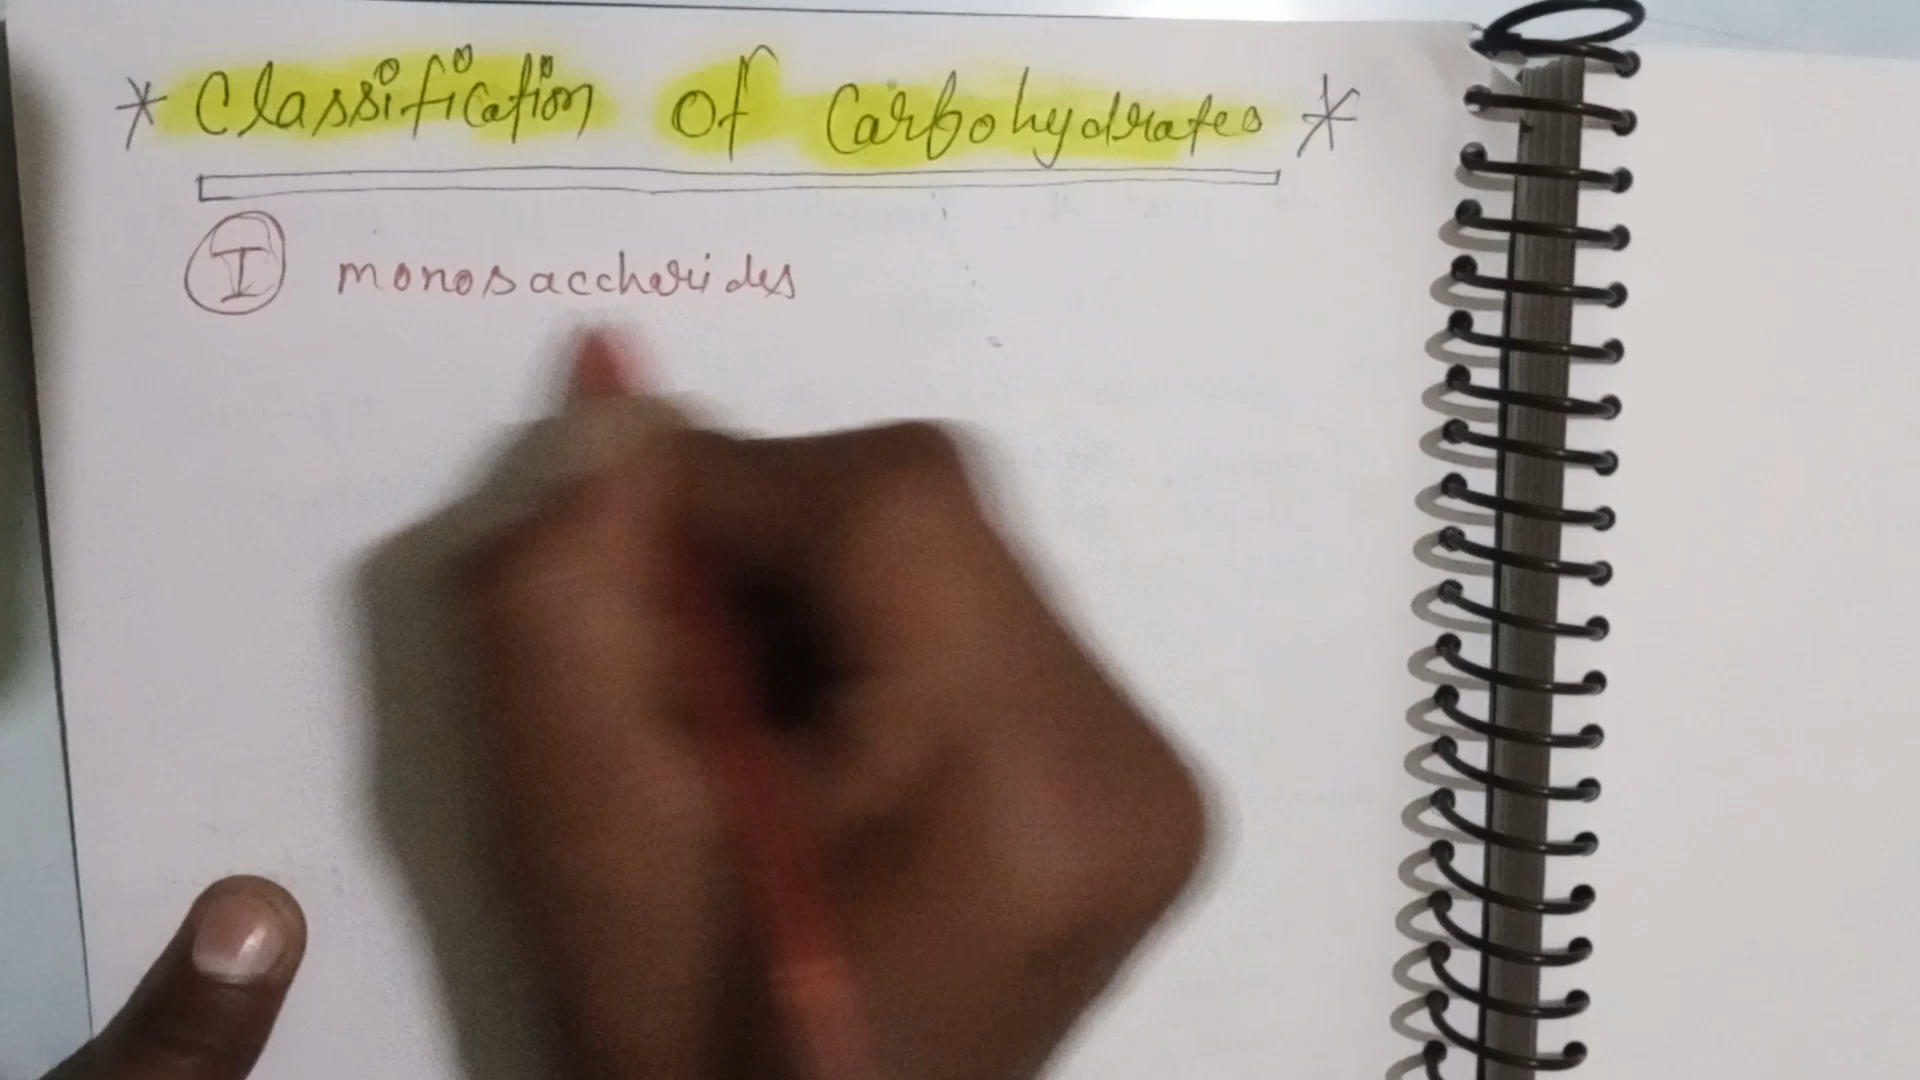 * Classification of Carbohydrates *
I monosaccharides